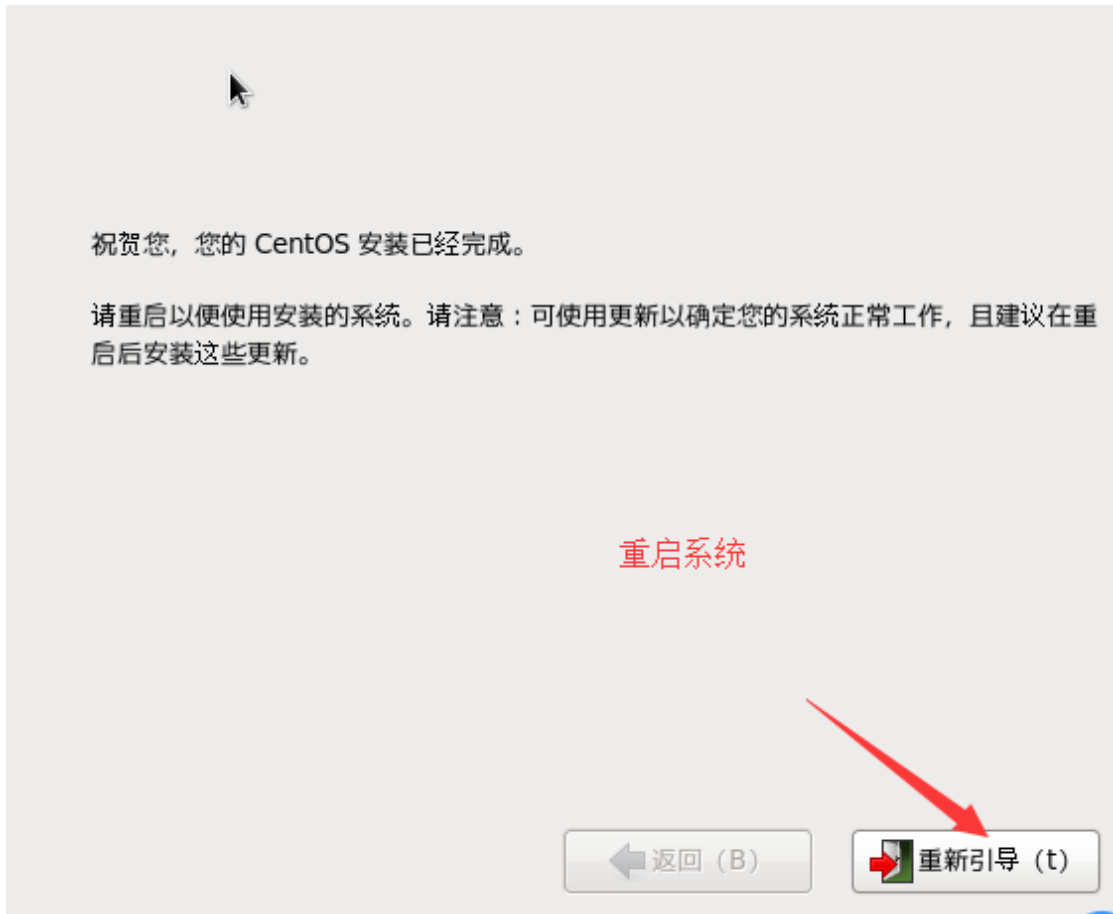 祝贺您，您的 CentOS 安装已经完成。
请重启以便使用安装的系统。请注意：可使用更新以确定您的系统正常工作，且建议在重
启后安装这些更新。
重启系统
返回（B）
重新引导（t）